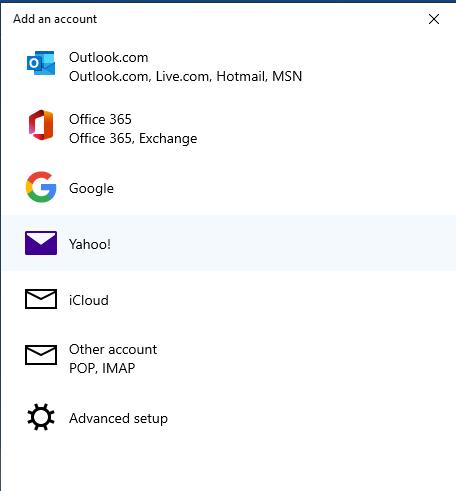 Add an account
Outlook.com
Outlook.com, Live.com, Hotmail, MSN
Office 365
Office 365, Exchange
Google
Yahoo!
iCloud
Other account
POP, IMAP
Advanced setup